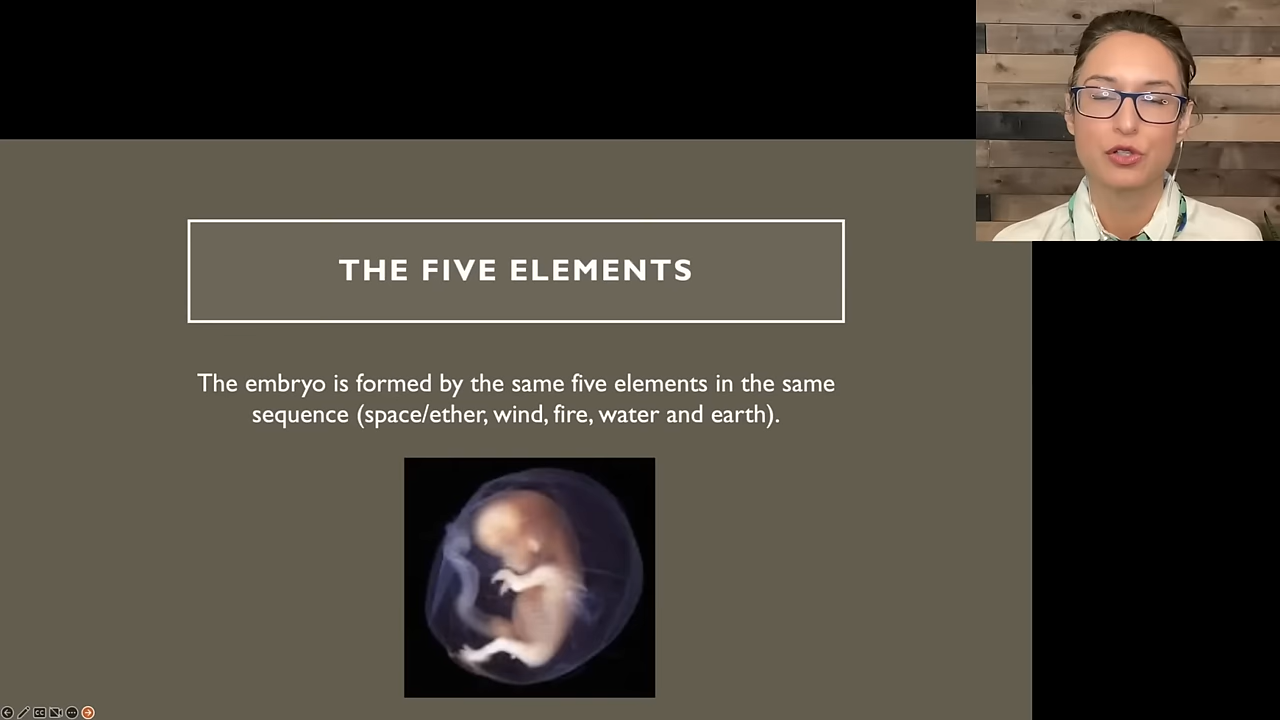 THE FIVE ELEMENTS
The embryo is formed by the same five elements in the same
sequence (space/ether, wind, fire, water and earth).
CC